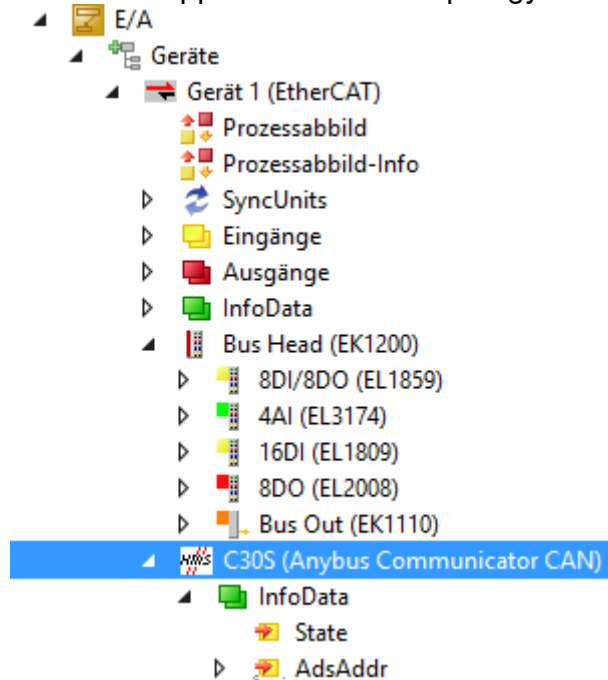 E/A
Geräte
Gerät 1 (EtherCAT)
Prozessabbild
Prozessabbild-Info
SyncUnits
Eingänge
Ausgänge
InfoData
Bus Head (EK1200)
8DI/8DO (EL1859)
4AI (EL3174)
16DI (EL1809)
8DO (EL2008)
Bus Out (EK1110)
HMS C30S (Anybus Communicator CAN)
InfoData
State
AdsAddr